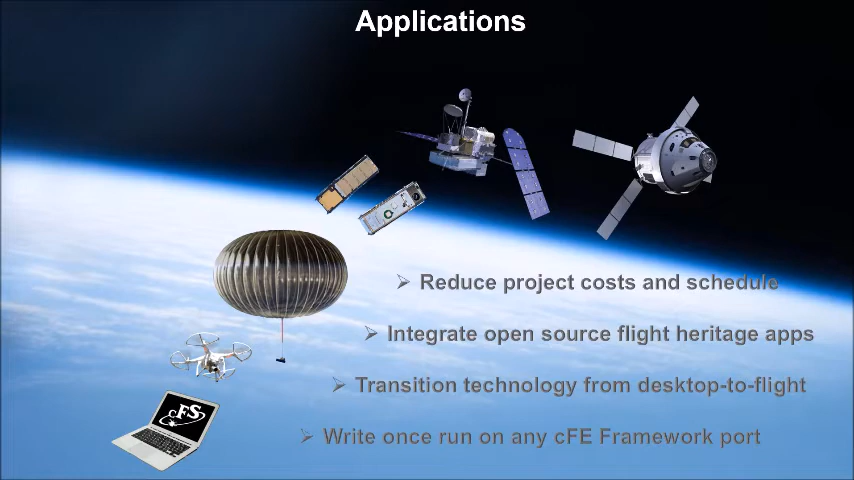 Applications
Reduce project costs and schedule
Integrate open source flight heritage apps
Transition technology from desktop-to-flight
Write once run on any cFE Framework port
cFS